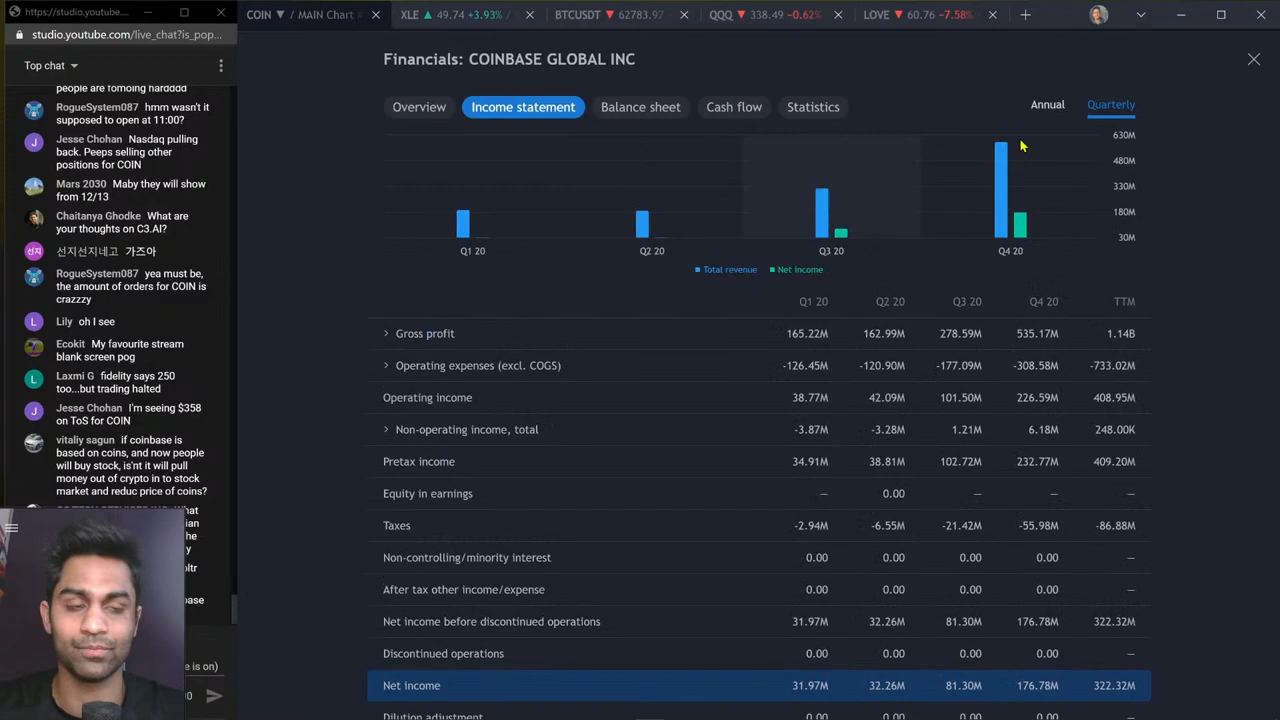 https://studio.youtube.com/live_chat?is_pop...
studio.youtube.com/live_chat?is_pop...
Top chat
people are fomoing hardddd
RogueSystem087 hmm wasn't it
supposed to open at 11:00?
Jesse Chohan Nasdaq pulling
back. Peeps selling other
positions for COIN
Mars 2030 Maby they will show
from 12/13
Chaitanya Ghodke What are
your thoughts on C3.AI?
선지선지네고 가즈아
RogueSystem087 yea must be,
the amount of orders for COIN is
crazzzy
Lily oh I see
Ecokit My favourite stream
blank screen pog
Laxmi G fidelity says 250
too...but trading halted
Jesse Chohan I'm seeing $358
on ToS for COIN
vitaliy sagun if coinbase is
based on coins, and now people
will buy stock, is'nt it will pull
money out of crypto in to stock
market and reduc price of coins?
What
COIN ▼ / MAIN Chart
XLE ▲ 49.74 +3.93%
BTCUSDT ▼ 62783.97
QQQ ▼ 338.49 −0.62%
LOVE ▼ 60.76 −7.58%
Financials: COINBASE GLOBAL INC
Overview Income statement Balance sheet Cash flow Statistics
Annual Quarterly
630M
480M
330M
180M
30M
Q1 20 Q2 20 Q3 20 Q4 20
Total revenue Net income
Q1 20 Q2 20 Q3 20 Q4 20 TTM
Gross profit 165.22M 162.99M 278.59M 535.17M 1.14B
Operating expenses (excl. COGS) -126.45M -120.90M -177.09M -308.58M -733.02M
Operating income 38.77M 42.09M 101.50M 226.59M 408.95M
Non-operating income, total -3.87M -3.28M 1.21M 6.18M 248.00K
Pretax income 34.91M 38.81M 102.72M 232.77M 409.20M
Equity in earnings — 0.00 — — —
Taxes -2.94M -6.55M -21.42M -55.98M -86.88M
Non-controlling/minority interest 0.00 0.00 0.00 0.00 —
After tax other income/expense 0.00 0.00 0.00 0.00 —
Net income before discontinued operations 31.97M 32.26M 81.30M 176.78M 322.32M
Discontinued operations 0.00 0.00 0.00 0.00 —
Net income 31.97M 32.26M 81.30M 176.78M 322.32M
Dilution adjustment 0.00 0.00 0.00 0.00 —